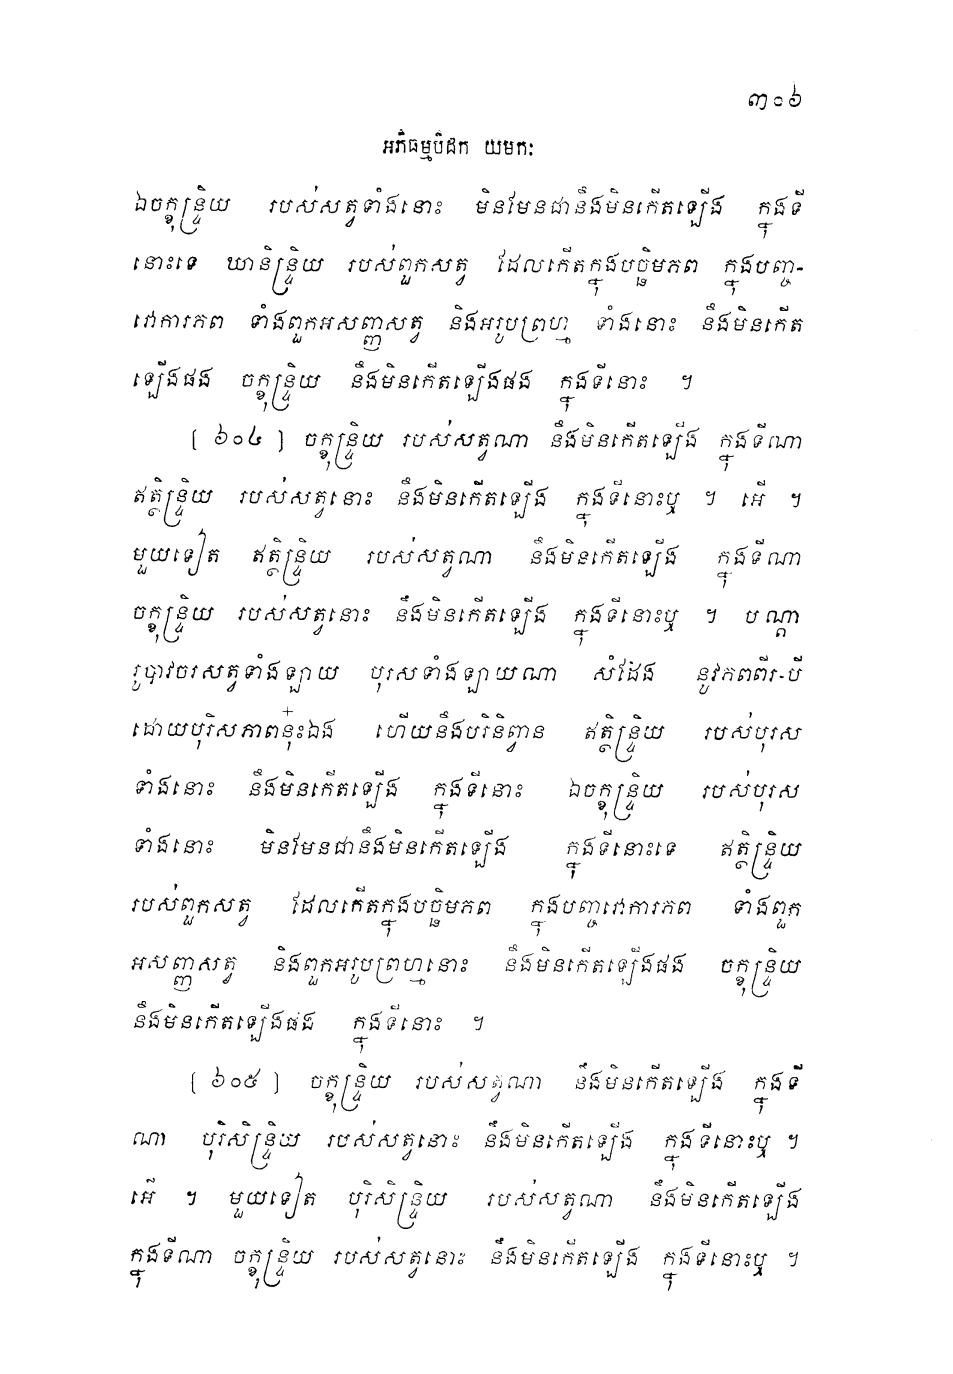 ៣០៦
អភិធម្មបិដក យមកៈ
ឯចក្ខុន្ទ្រិយ របស់សត្វទាំងនោះ មិនមែនជានឹងមិនកើតឡើង ក្នុងទី
នោះទេ ឃានិន្ទ្រិយ របស់ពួកសត្វ ដែលកើតក្នុងបច្ឆិមភព ក្នុងបញ្ច-
វោការភព ទាំងពួកអសញ្ញសត្វ និងអរូបព្រហ្ម ទាំងនោះ នឹងមិនកើត
ឡើងផង ចក្ខុន្ទ្រិយ នឹងមិនកើតឡើងផង ក្នុងទីនោះ ។
[ ៦០៤ ] ចក្ខុន្ទ្រិយ របស់សត្វណា នឹងមិនកើតឡើង ក្នុងទីណា
ឥត្ថិន្ទ្រិយ របស់សត្វនោះ នឹងមិនកើតឡើង ក្នុងទីនោះឬ ។ អើ ។
មួយទៀត ឥត្ថិន្ទ្រិយ របស់សត្វណា នឹងមិនកើតឡើង ក្នុងទីណា
ចក្ខុន្ទ្រិយ របស់សត្វនោះ នឹងមិនកើតឡើង ក្នុងទីនោះឬ ។ បណ្តា
រូបាវចរសត្វទាំងឡាយ បុរសទាំងឡាយណា សំដែង នូវភពពីរ-បី
ដោយបុរិសភាពនុ៎ះឯង ហើយនឹងបរិនិព្វាន ឥត្ថិន្ទ្រិយ របស់បុរស
ទាំងនោះ នឹងមិនកើតឡើង ក្នុងទីនោះ ឯចក្ខុន្ទ្រិយ របស់បុរស
ទាំងនោះ មិនមែនជានឹងមិនកើតឡើង ក្នុងទីនោះទេ ឥត្ថិន្ទ្រិយ
របស់ពួកសត្វ ដែលកើតក្នុងបច្ឆិមភព ក្នុងបញ្ចវោការភព ទាំងពួក
អសញ្ញសត្វ និងពួកអរូបព្រហ្មនោះ នឹងមិនកើតឡើងផង ចក្ខុន្ទ្រិយ
នឹងមិនកើតឡើងផង ក្នុងទីនោះ ។
[ ៦០៥ ] ចក្ខុន្ទ្រិយ របស់សត្វណា នឹងមិនកើតឡើង ក្នុងទី
ណា បុរិសិន្ទ្រិយ របស់សត្វនោះ នឹងមិនកើតឡើង ក្នុងទីនោះឬ ។
អើ ។ មួយទៀត បុរិសិន្ទ្រិយ របស់សត្វណា នឹងមិនកើតឡើង
ក្នុងទីណា ចក្ខុន្ទ្រិយ របស់សត្វនោះ នឹងមិនកើតឡើង ក្នុងទីនោះឬ ។